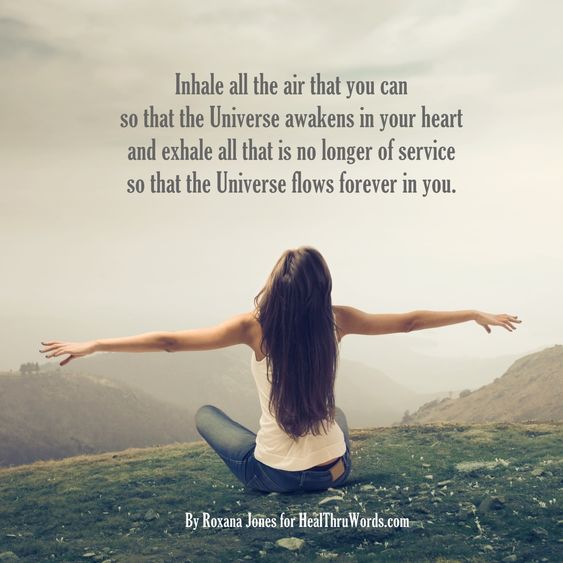 Inhale all the air that you can
so that the Universe awakens in your heart
and exhale all that is no longer of service
so that the Universe flows forever in you.
By Roxana Jones for HealThruWords.com